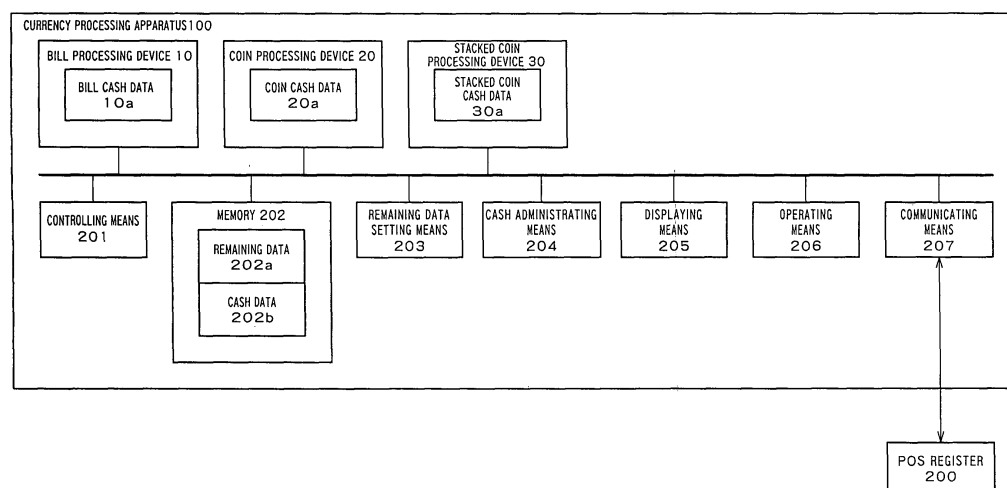 CURRENCY PROCESSING APPARATUS100
BILL PROCESSING DEVICE 10
BILL CASH DATA
10a
COIN PROCESSING DEVICE 20
COIN CASH DATA
20a
STACKED COIN
PROCESSING DEVICE 30
STACKED COIN
CASH DATA
30a
CONTROLLING MEANS
201
MEMORY 202
REMAINING DATA
202a
CASH DATA
202b
REMAINING DATA
SETTING MEANS
203
CASH ADMINISTRATING
MEANS
204
DISPLAYING
MEANS
205
OPERATING
MEANS
206
COMMUNICATING
MEANS
207
POS REGISTER
200